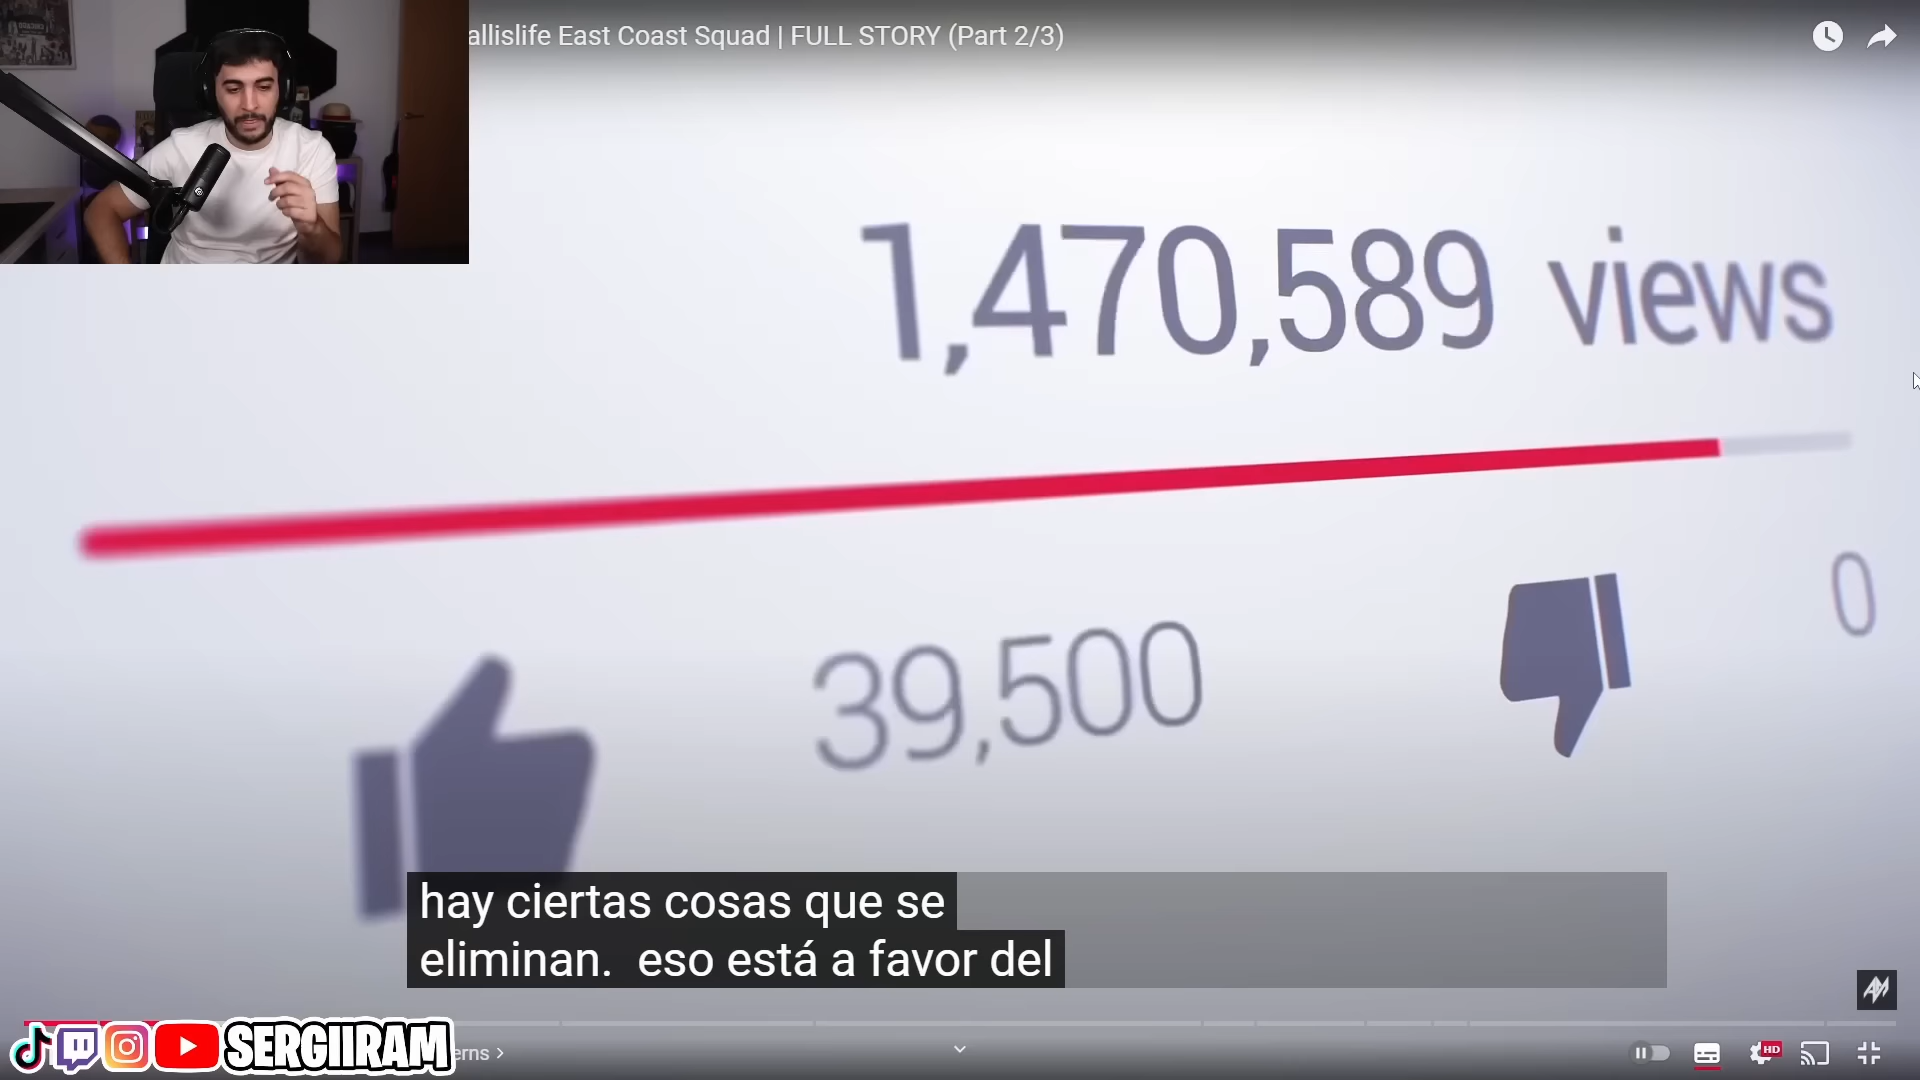 allislife East Coast Squad | FULL STORY (Part 2/3)
1,470,589 views
39,500
0
hay ciertas cosas que se
eliminan.  eso está a favor del
SERGIIRAM
erns >
HD